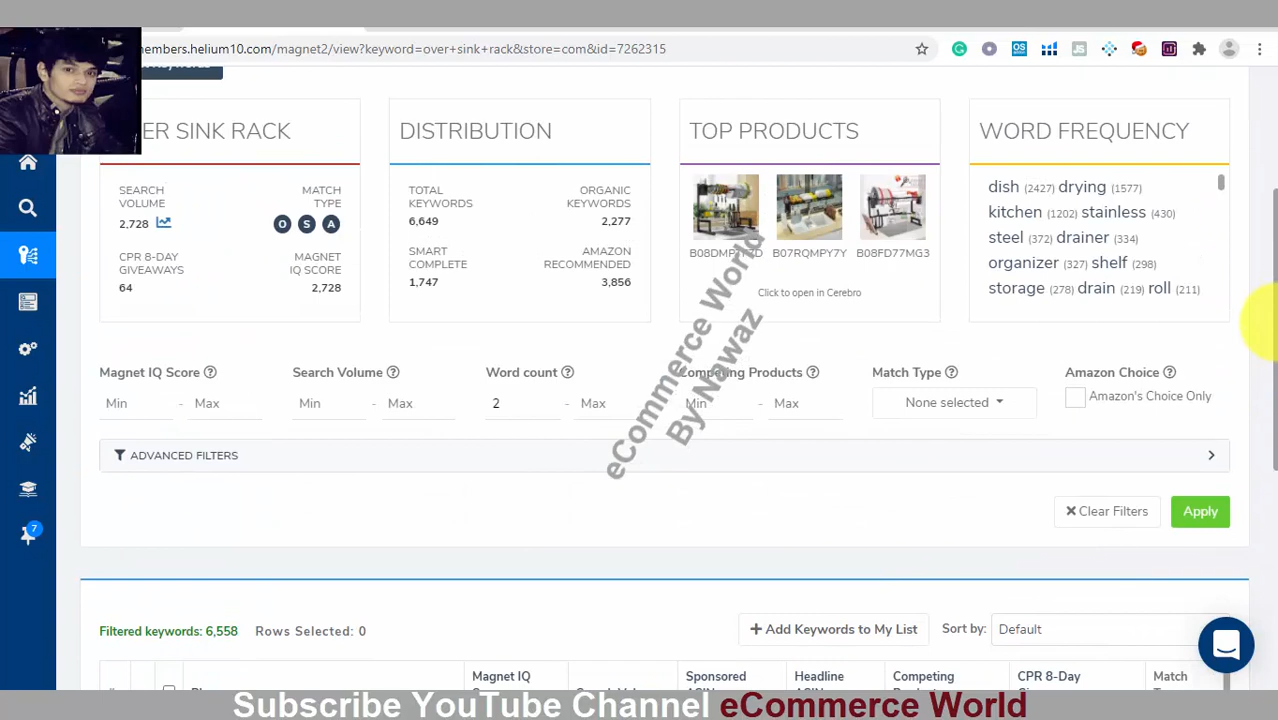 members.helium10.com/magnet2/view?keyword=over+sink+rack&store=com&id=7262315
ER SINK RACK
SEARCH VOLUME
2,728
MATCH TYPE
O S A
CPR 8-DAY GIVEAWAYS
64
MAGNET IQ SCORE
2,728
DISTRIBUTION
TOTAL KEYWORDS
6,649
ORGANIC KEYWORDS
2,277
SMART COMPLETE
1,747
AMAZON RECOMMENDED
3,856
TOP PRODUCTS
B07RQMPY7Y B08FD77MG3
Click to open in Cerebro
WORD FREQUENCY
dish (2427) drying (1577)
kitchen (1202) stainless (430)
steel (372) drainer (334)
organizer (327) shelf (298)
storage (278) drain (219) roll (211)
Magnet IQ Score
Min - Max
Search Volume
Min - Max
Word count
2 - Max
Competing Products
Min - Max
Match Type
None selected
Amazon Choice
Amazon's Choice Only
ADVANCED FILTERS
Clear Filters
Apply
eCommerce World
By Nawaz
7
Filtered keywords: 6,558 Rows Selected: 0
Add Keywords to My List
Sort by: Default
Magnet IQ
Sponsored
Headline
Competing
CPR 8-Day
Match
Subscribe YouTube Channel eCommerce World